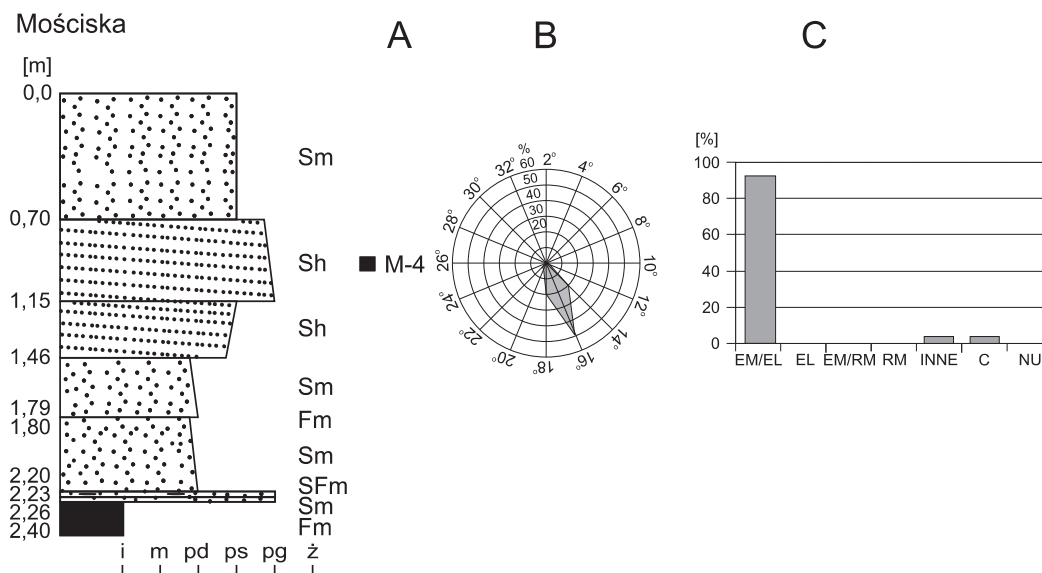 Mościska
A B C
[m]
0,0
Sm
0,70
Sh
M-4
1,15
Sh
1,46
Sm
1,79
Fm
1,80
Sm
2,20
SFm
2,23
Sm
2,26
Fm
2,40
i m pd ps pg ż
%
60
50
40
30
20
2° 4° 6° 8° 10° 12° 14° 16° 18° 20° 22° 24° 26° 28° 30° 32°
[%]
100
80
60
40
20
0
EM/EL EL EM/RM RM INNE C NU